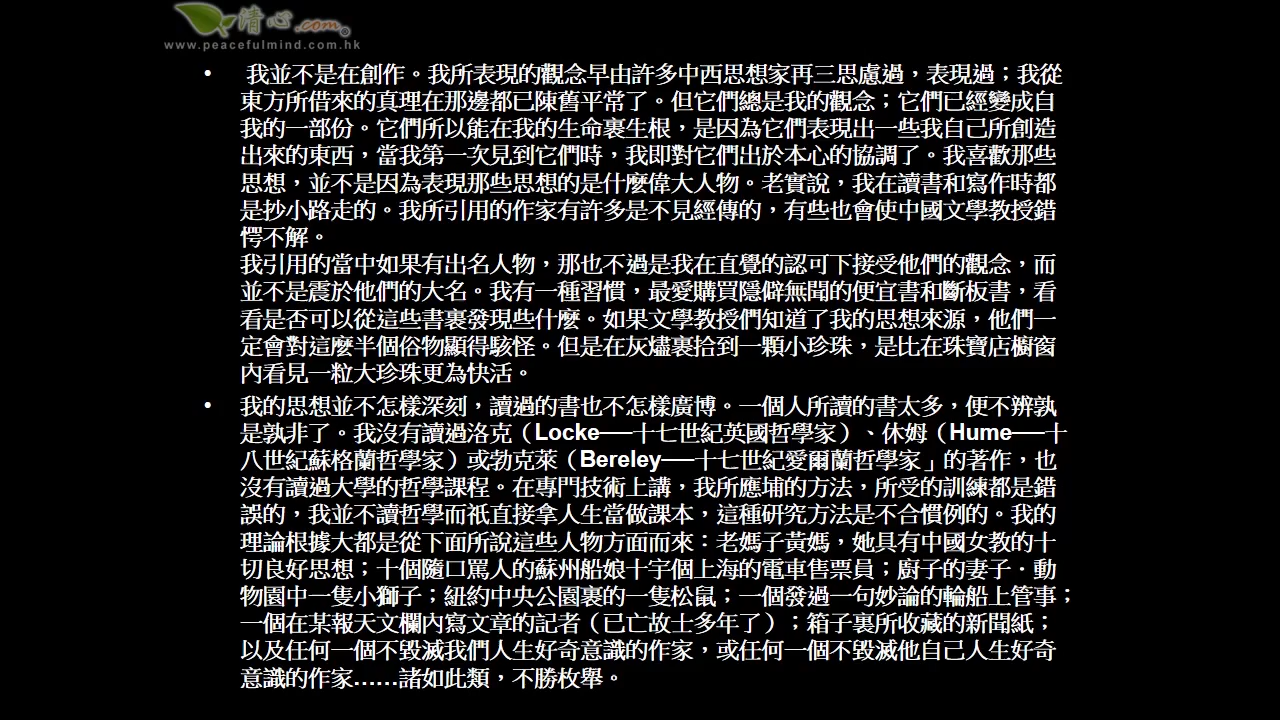 清心.com®
www.peacefulmind.com.hk
• 我並不是在創作。我所表現的觀念早由許多中西思想家再三思慮過，表現過；我從
東方所借來的真理在那邊都已陳舊平常了。但它們總是我的觀念；它們已經變成自
我的一部份。它們所以能在我的生命裏生根，是因為它們表現出一些我自己所創造
出來的東西，當我第一次見到它們時，我即對它們出於本心的協調了。我喜歡那些
思想，並不是因為表現那些思想的是什麼偉大人物。老實說，我在讀書和寫作時都
是抄小路走的。我所引用的作家有許多是不見經傳的，有些也會使中國文學教授錯
愕不解。
我引用的當中如果有出名人物，那也不過是我在直覺的認可下接受他們的觀念，而
並不是震於他們的大名。我有一種習慣，最愛購買隱僻無聞的便宜書和斷板書，看
看是否可以從這些書裏發現些什麼。如果文學教授們知道了我的思想來源，他們一
定會對這麼半個俗物顯得駭怪。但是在灰燼裏拾到一顆小珍珠，是比在珠寶店櫥窗
內看見一粒大珍珠更為快活。
• 我的思想並不怎樣深刻，讀過的書也不怎樣廣博。一個人所讀的書太多，便不辨孰
是孰非了。我沒有讀過洛克（Locke──十七世紀英國哲學家）、休姆（Hume──十
八世紀蘇格蘭哲學家）或勃克萊（Bereley──十七世紀愛爾蘭哲學家」的著作，也
沒有讀過大學的哲學課程。在專門技術上講，我所應埔的方法，所受的訓練都是錯
誤的，我並不讀哲學而祇直接拿人生當做課本，這種研究方法是不合慣例的。我的
理論根據大都是從下面所說這些人物方面而來：老媽子黃媽，她具有中國女教的十
切良好思想；十個隨口罵人的蘇州船娘十宇個上海的電車售票員；廚子的妻子．動
物園中一隻小獅子；紐約中央公園裏的一隻松鼠；一個發過一句妙論的輪船上管事；
一個在某報天文欄內寫文章的記者（已亡故士多年了）；箱子裏所收藏的新聞紙；
以及任何一個不毀滅我們人生好奇意識的作家，或任何一個不毀滅他自己人生好奇
意識的作家……諸如此類，不勝枚舉。